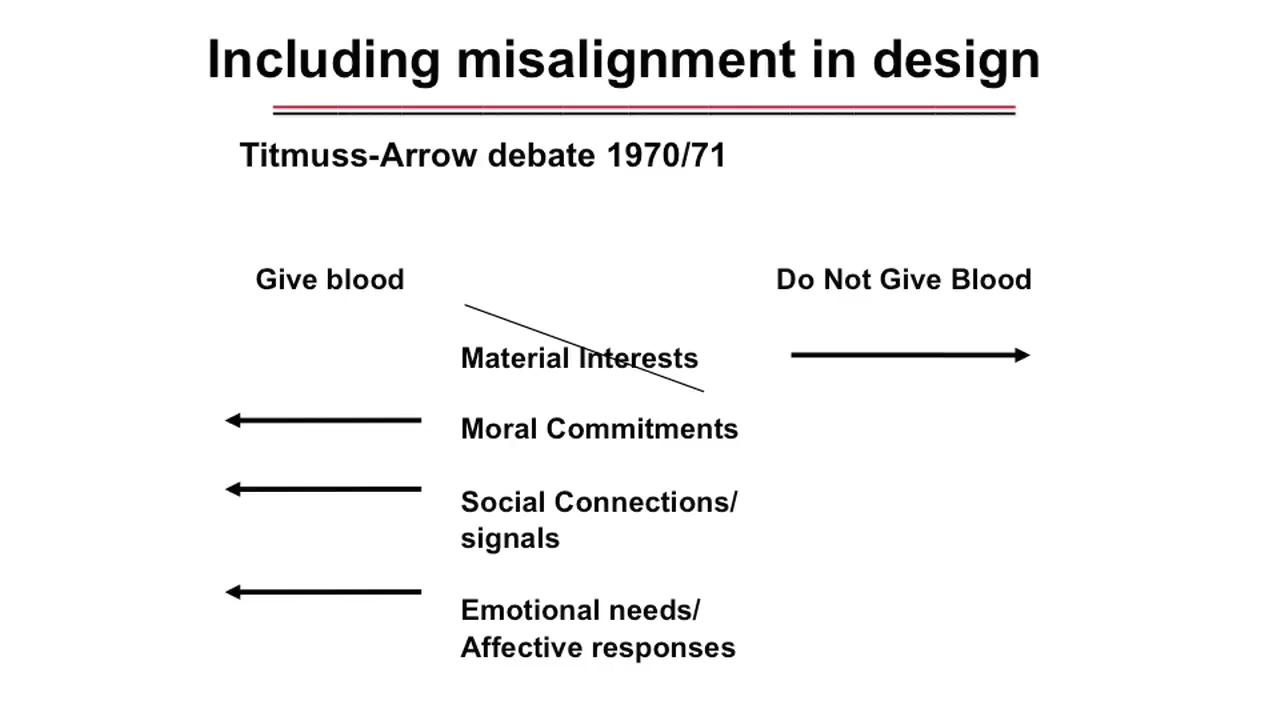 Including misalignment in design
Titmuss-Arrow debate 1970/71
Give blood
Do Not Give Blood
Material Interests
Moral Commitments
Social Connections/
signals
Emotional needs/
Affective responses